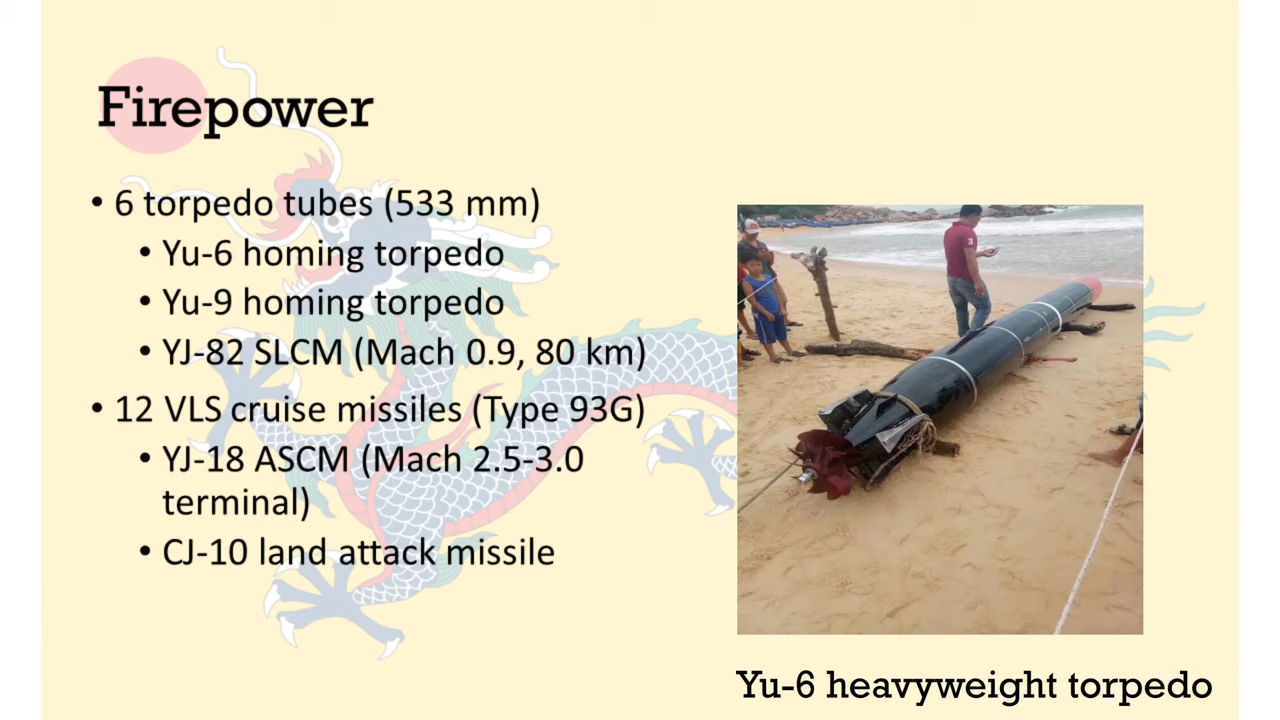 Firepower
• 6 torpedo tubes (533 mm)
• Yu-6 homing torpedo
• Yu-9 homing torpedo
• YJ-82 SLCM (Mach 0.9, 80 km)
• 12 VLS cruise missiles (Type 93G)
• YJ-18 ASCM (Mach 2.5-3.0
terminal)
• CJ-10 land attack missile
3
Yu-6 heavyweight torpedo